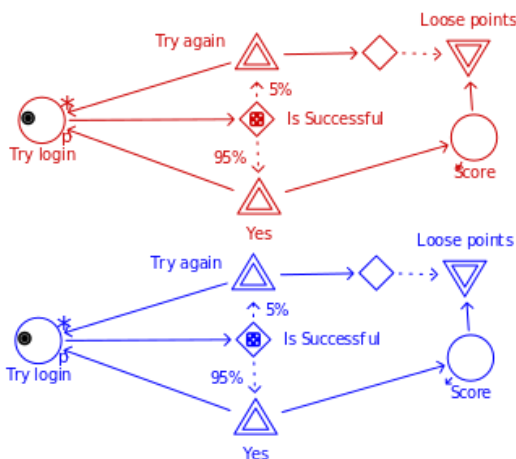 Loose points
Try again
5%
*
Is Successful
p
95%
Try login
Score
Yes
Loose points
Try again
5%
*
Is Successful
p
Try login
95%
Score
Yes